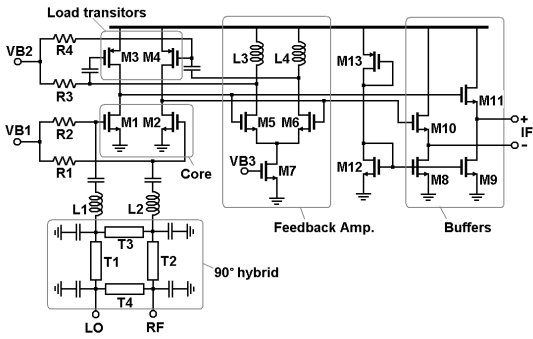 Load transitors
VB2
R4
M3 M4
R3
L3
L4
M13
M11
VB1
R2
M1 M2
R1
M5
M6
M10
+
IF
−
Core
VB3
M7
M12
M8
M9
L1
L2
Feedback Amp.
Buffers
T3
T1
T2
90° hybrid
T4
LO
RF